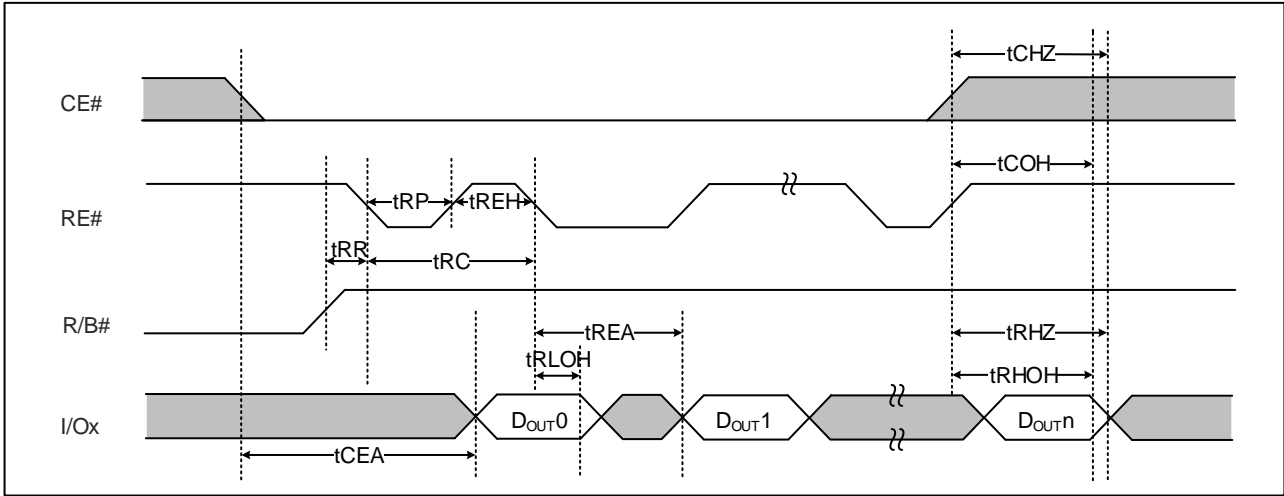 tCHZ
CE#
tCOH
tRP
tREH
RE#
tRR
tRC
R/B#
tREA
tRHZ
tRLOH
tRHOH
I/Ox
DOUT0
DOUT1
DOUTn
tCEA